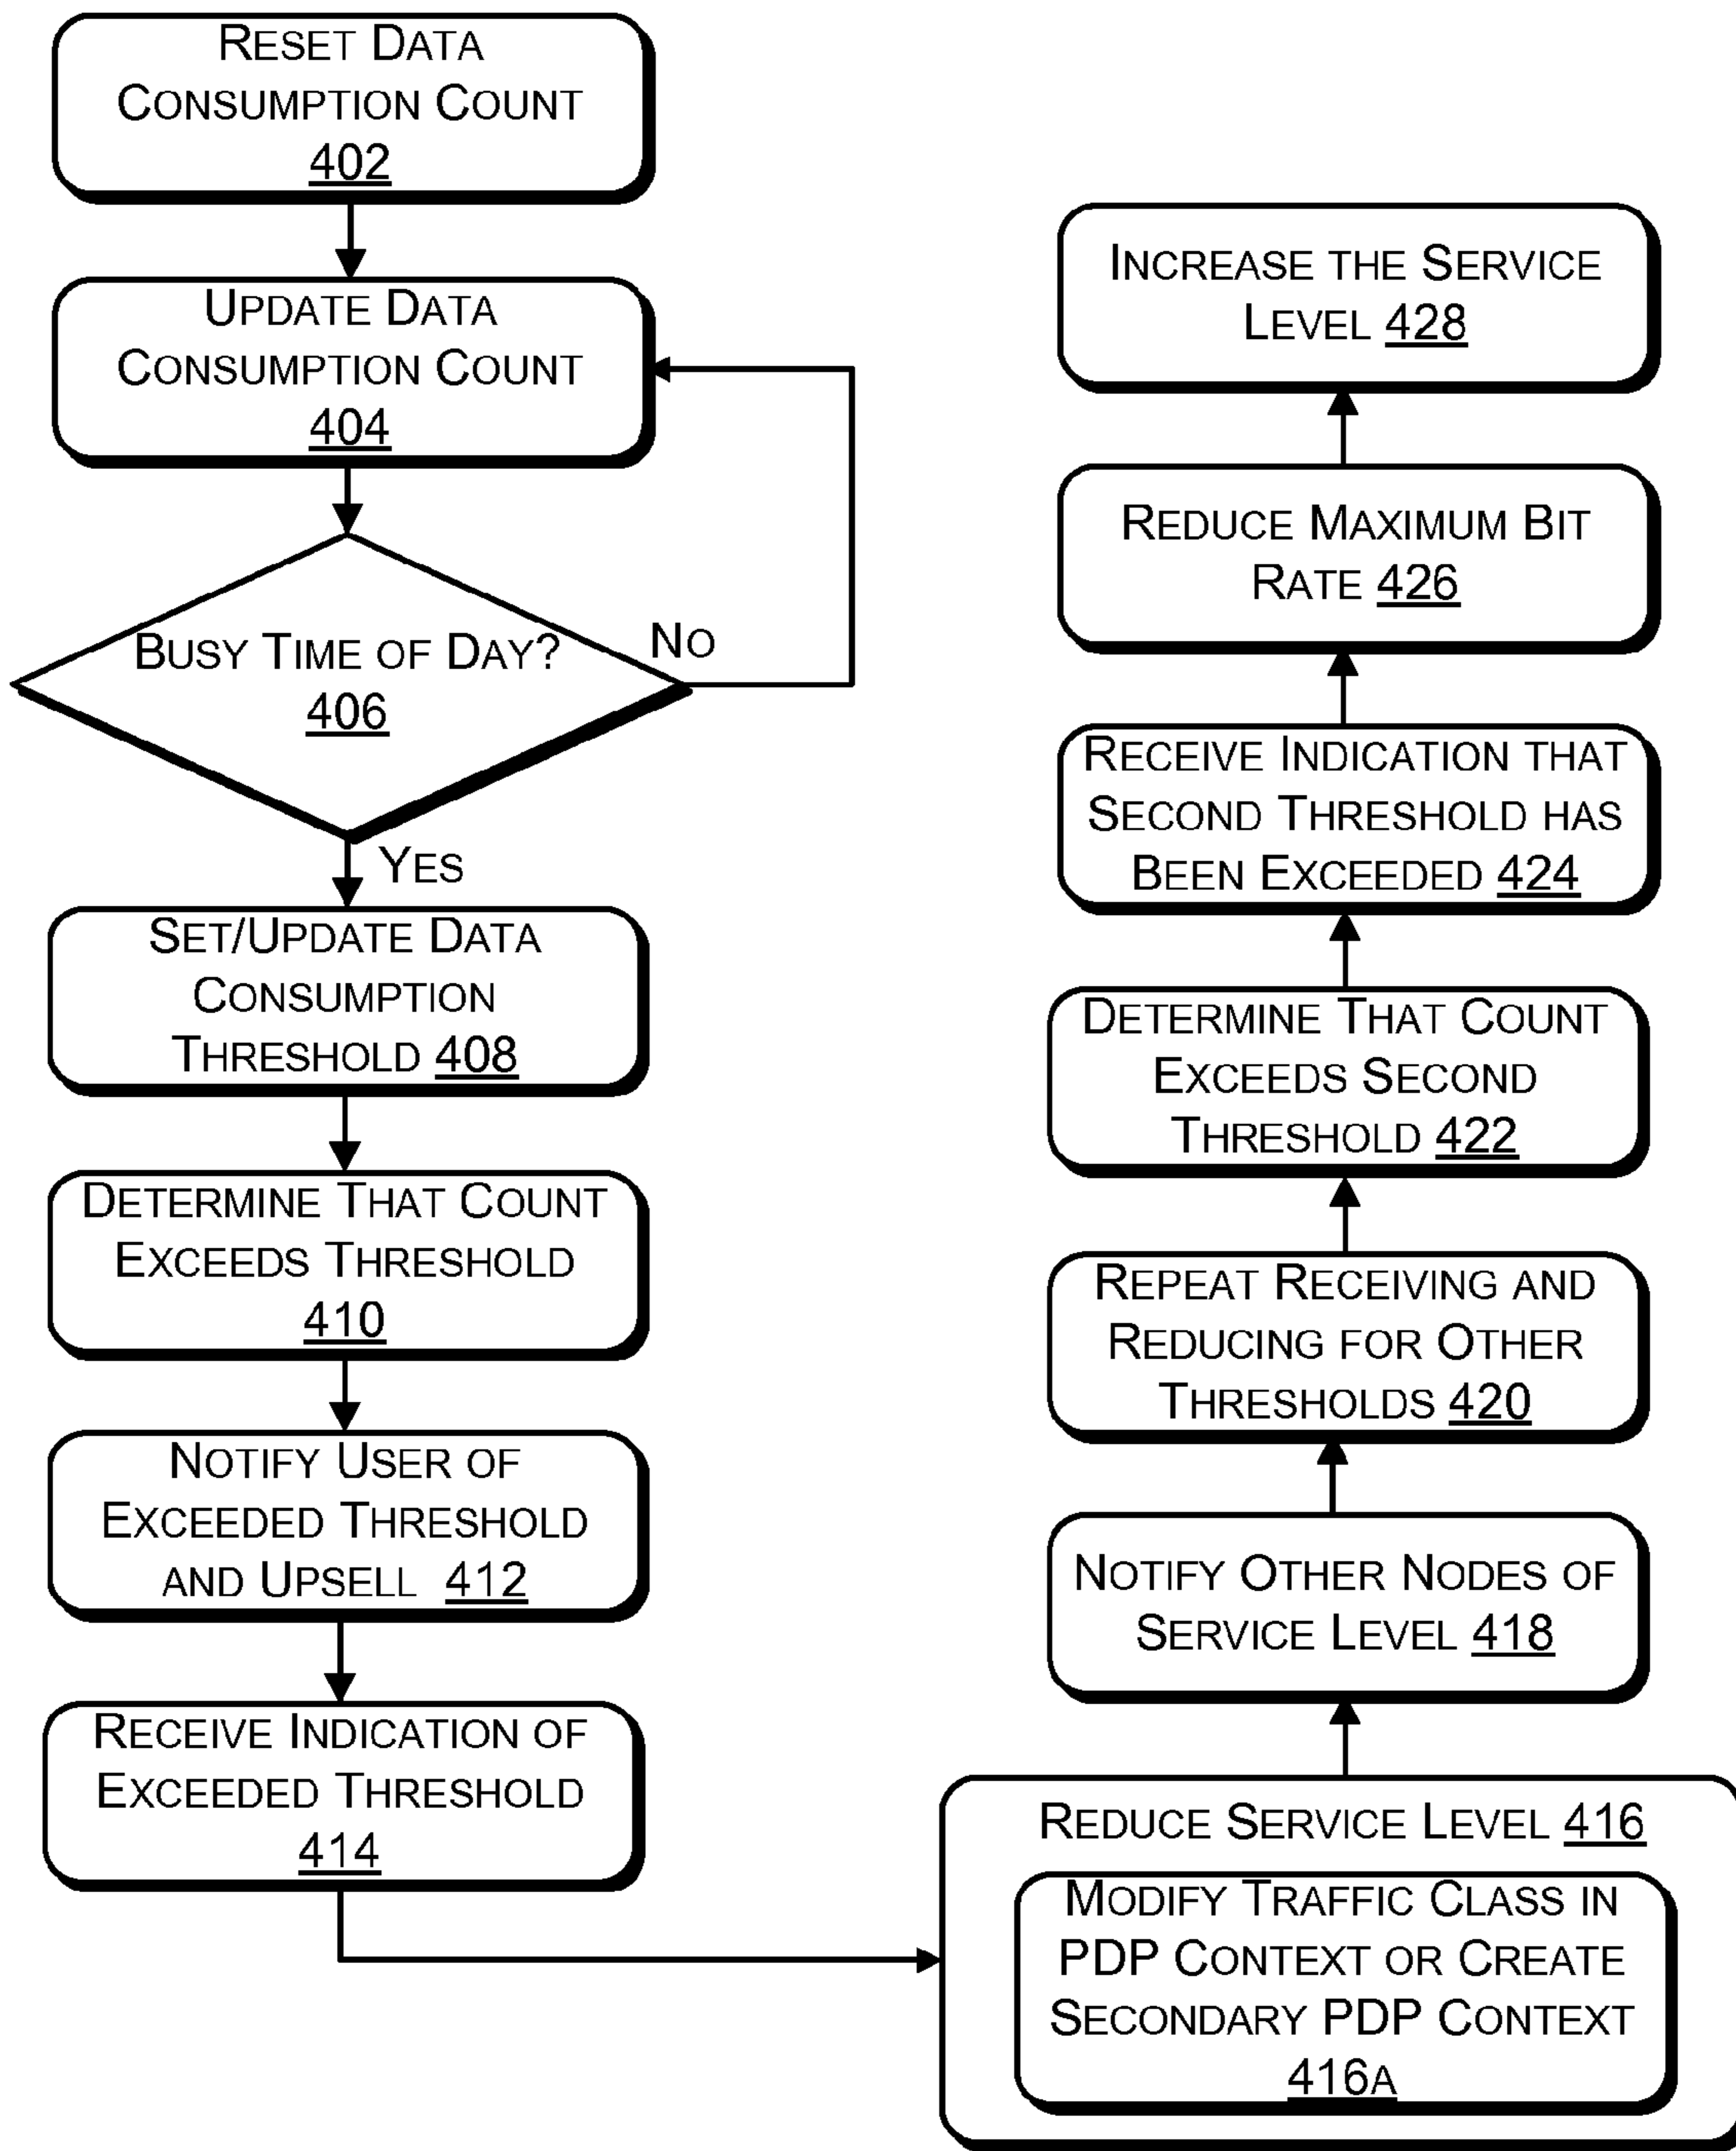 RESET DATA
CONSUMPTION COUNT
402
UPDATE DATA
CONSUMPTION COUNT
404
BUSY TIME OF DAY?
406
NO
YES
SET/UPDATE DATA
CONSUMPTION
THRESHOLD 408
DETERMINE THAT COUNT
EXCEEDS THRESHOLD
410
NOTIFY USER OF
EXCEEDED THRESHOLD
AND UPSELL 412
RECEIVE INDICATION OF
EXCEEDED THRESHOLD
414
REDUCE SERVICE LEVEL 416
MODIFY TRAFFIC CLASS IN
PDP CONTEXT OR CREATE
SECONDARY PDP CONTEXT
416A
NOTIFY OTHER NODES OF
SERVICE LEVEL 418
REPEAT RECEIVING AND
REDUCING FOR OTHER
THRESHOLDS 420
DETERMINE THAT COUNT
EXCEEDS SECOND
THRESHOLD 422
RECEIVE INDICATION THAT
SECOND THRESHOLD HAS
BEEN EXCEEDED 424
REDUCE MAXIMUM BIT
RATE 426
INCREASE THE SERVICE
LEVEL 428